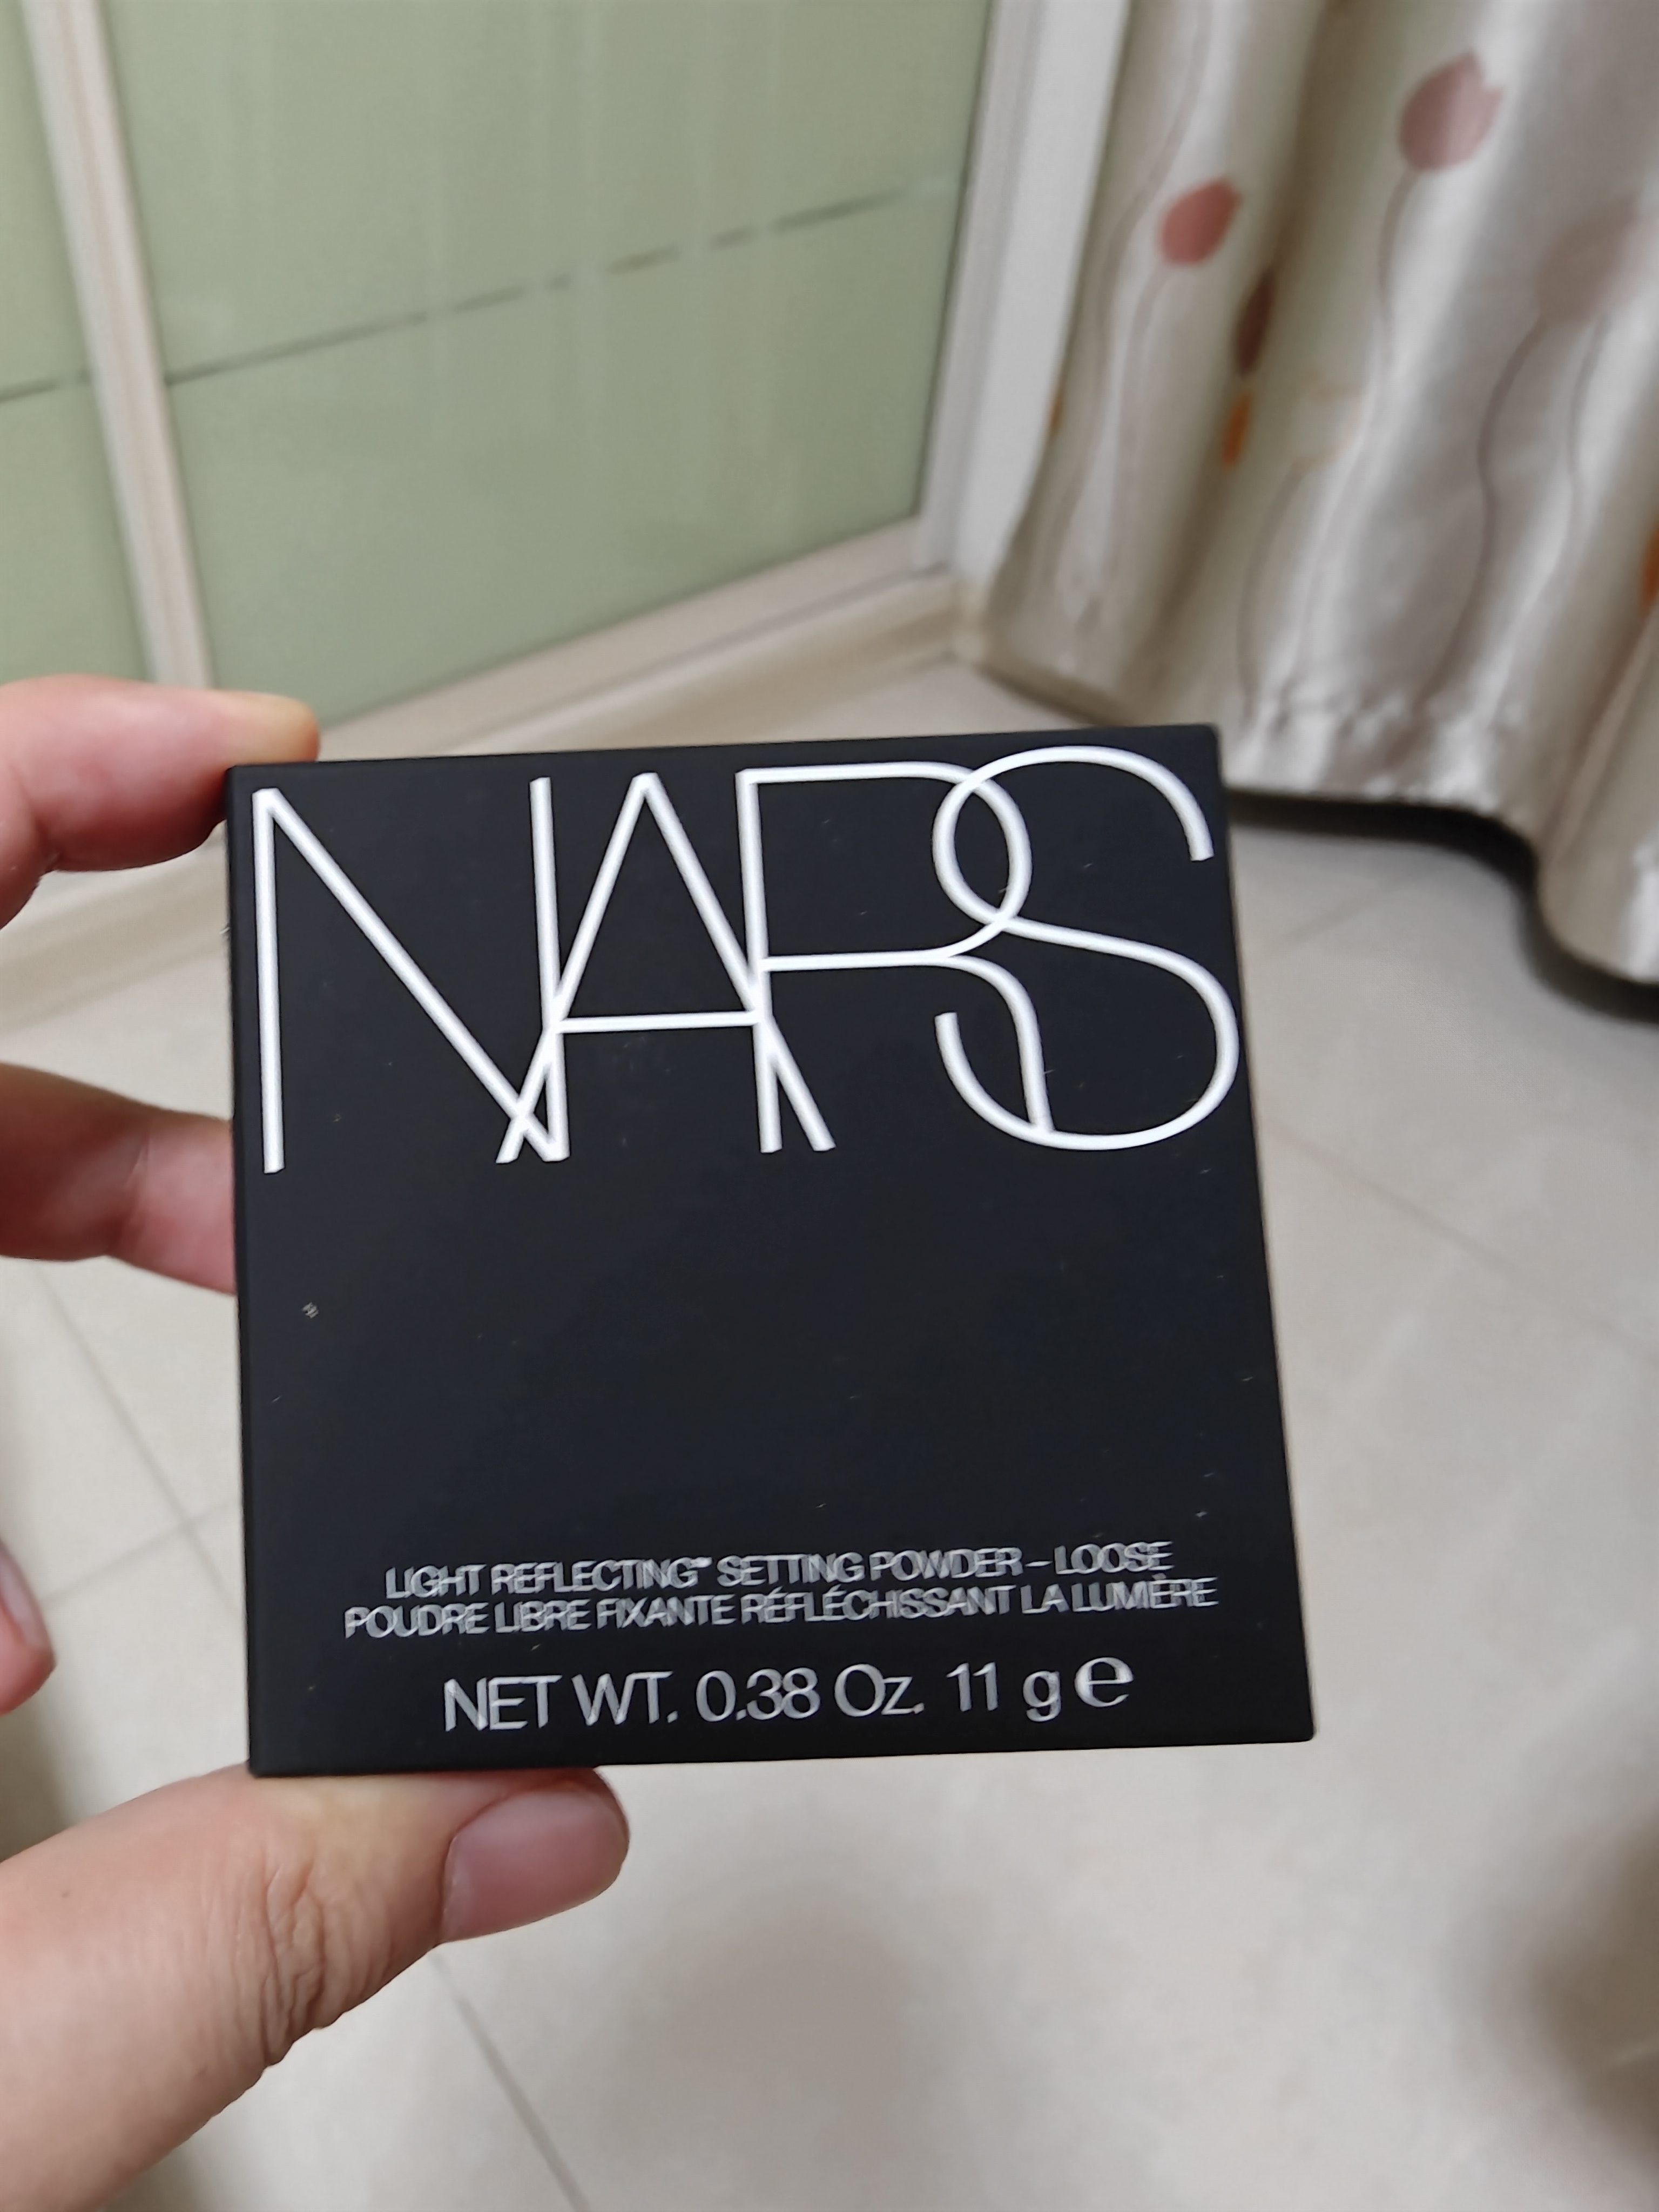 NARS
LIGHT REFLECTING™ SETTING POWDER – LOOSE
POUDRE LIBRE FIXANTE RÉFLÉCHISSANT LA LUMIÈRE
NET WT. 0.38 Oz. 11 g e